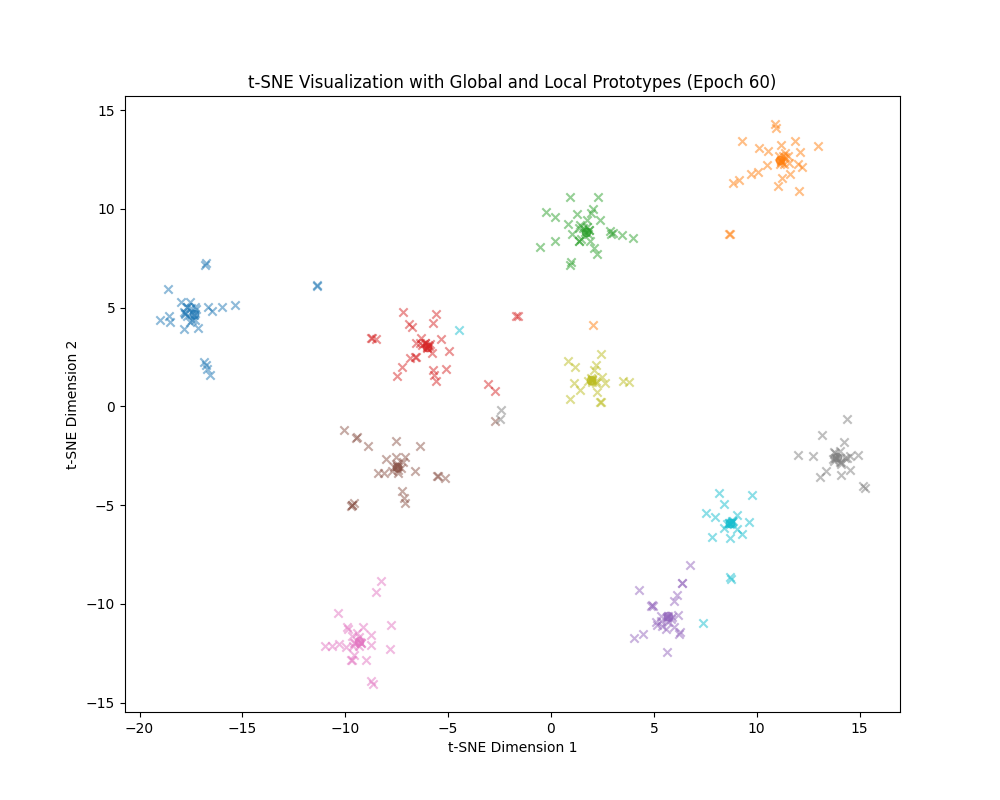 t-SNE Visualization with Global and Local Prototypes (Epoch 60)
15
10
5
0
−5
−10
−15
t-SNE Dimension 2
−20 −15 −10 −5 0 5 10 15
t-SNE Dimension 1